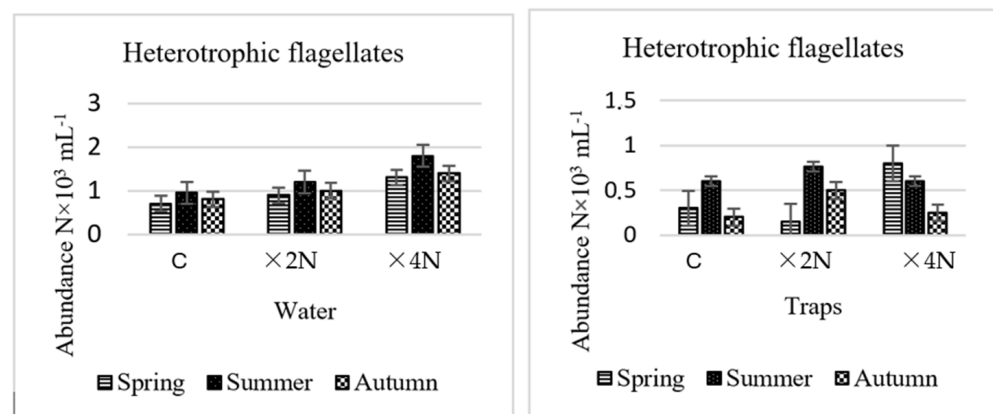 Heterotrophic flagellates
Abundance N×10³ mL⁻¹
3
2
1
0
C ×2N ×4N
Water
Spring Summer Autumn
Heterotrophic flagellates
Abundance N×10³ mL⁻¹
1.5
1
0.5
0
C ×2N ×4N
Traps
Spring Summer Autumn